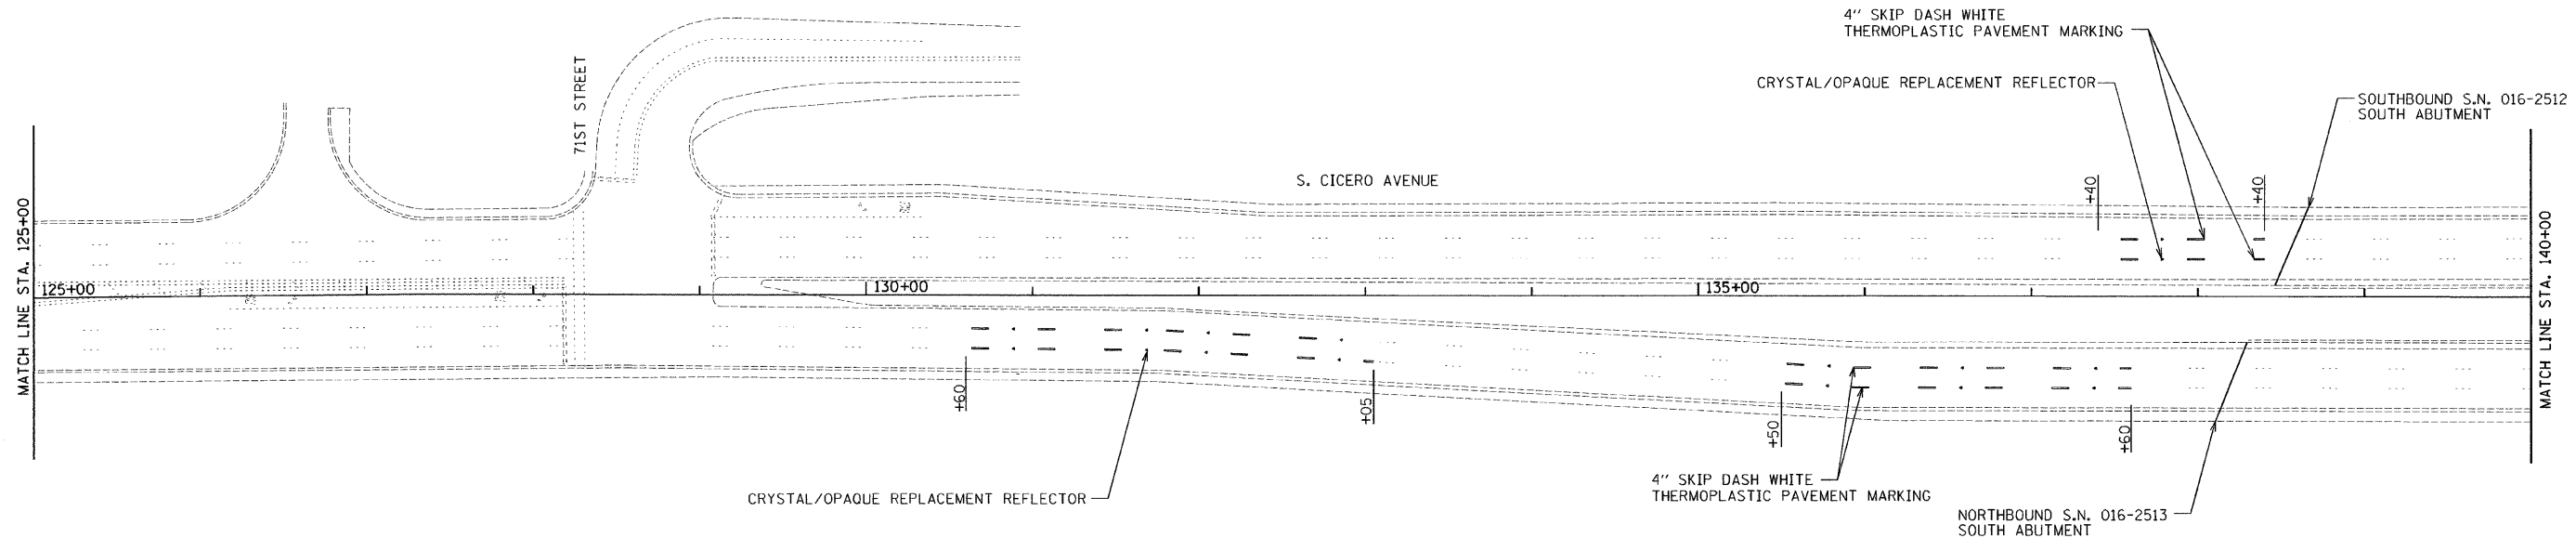 4" SKIP DASH WHITE
THERMOPLASTIC PAVEMENT MARKING
CRYSTAL/OPAQUE REPLACEMENT REFLECTOR
SOUTHBOUND S.N. 016-2512
SOUTH ABUTMENT
71ST STREET
S. CICERO AVENUE
+40
+40
MATCH LINE STA. 125+00
125+00
130+00
135+00
MATCH LINE STA. 140+00
+60
+05
+50
+60
CRYSTAL/OPAQUE REPLACEMENT REFLECTOR
4" SKIP DASH WHITE
THERMOPLASTIC PAVEMENT MARKING
NORTHBOUND S.N. 016-2513
SOUTH ABUTMENT